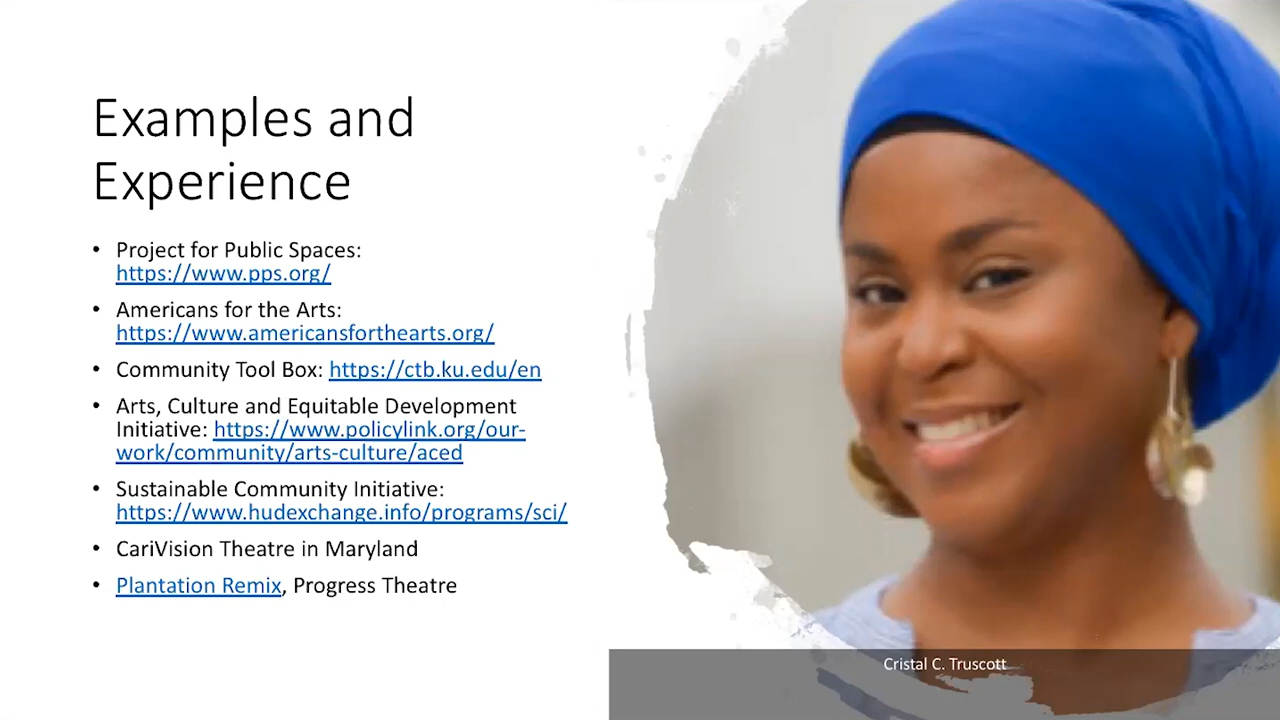 Examples and
Experience
• Project for Public Spaces:
https://www.pps.org/
• Americans for the Arts:
https://www.americansforthearts.org/
• Community Tool Box: https://ctb.ku.edu/en
• Arts, Culture and Equitable Development
Initiative: https://www.policylink.org/our-
work/community/arts-culture/aced
• Sustainable Community Initiative:
https://www.hudexchange.info/programs/sci/
• CariVision Theatre in Maryland
• Plantation Remix, Progress Theatre
Cristal C. Truscott